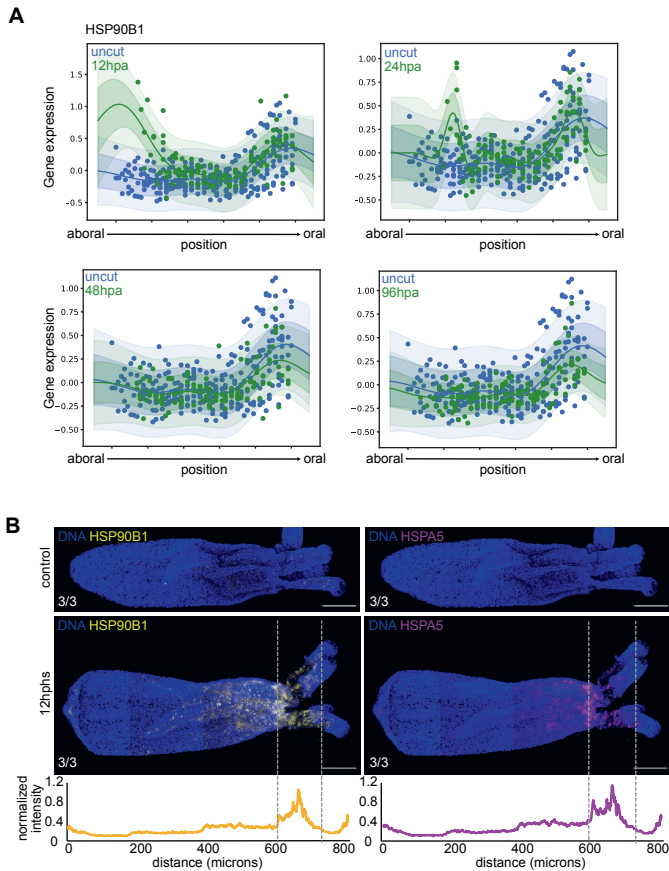 A
HSP90B1
uncut
12hpa
Gene expression
1.5
1.0
0.5
0.0
−0.5
aboral
position
oral
uncut
24hpa
1.00
0.75
0.50
0.25
0.00
−0.25
−0.50
aboral
position
oral
uncut
48hpa
Gene expression
1.00
0.75
0.50
0.25
0.00
−0.25
−0.50
aboral
position
oral
uncut
96hpa
1.00
0.75
0.50
0.25
0.00
−0.25
−0.50
aboral
position
oral
B
control
DNA HSP90B1
3/3
DNA HSPA5
3/3
12hphs
DNA HSP90B1
3/3
DNA HSPA5
3/3
normalized
intensity
1.2
0.8
0.4
0
0 200 400 600 800
distance (microns)
1.2
0.8
0.4
0
0 200 400 600 800
distance (microns)